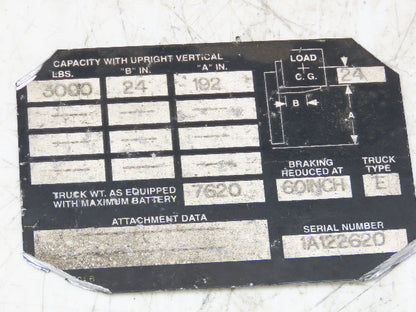 CAPACITY WITH UPRIGHT VERTICAL
LBS. "B" IN. "A" IN.
3000 24 192
LOAD
+
C.G.
24
B
A
TRUCK WT. AS EQUIPPED
WITH MAXIMUM BATTERY 7620
BRAKING
REDUCED AT
60INCH
TRUCK
TYPE
E
ATTACHMENT DATA
SERIAL NUMBER
1A122620